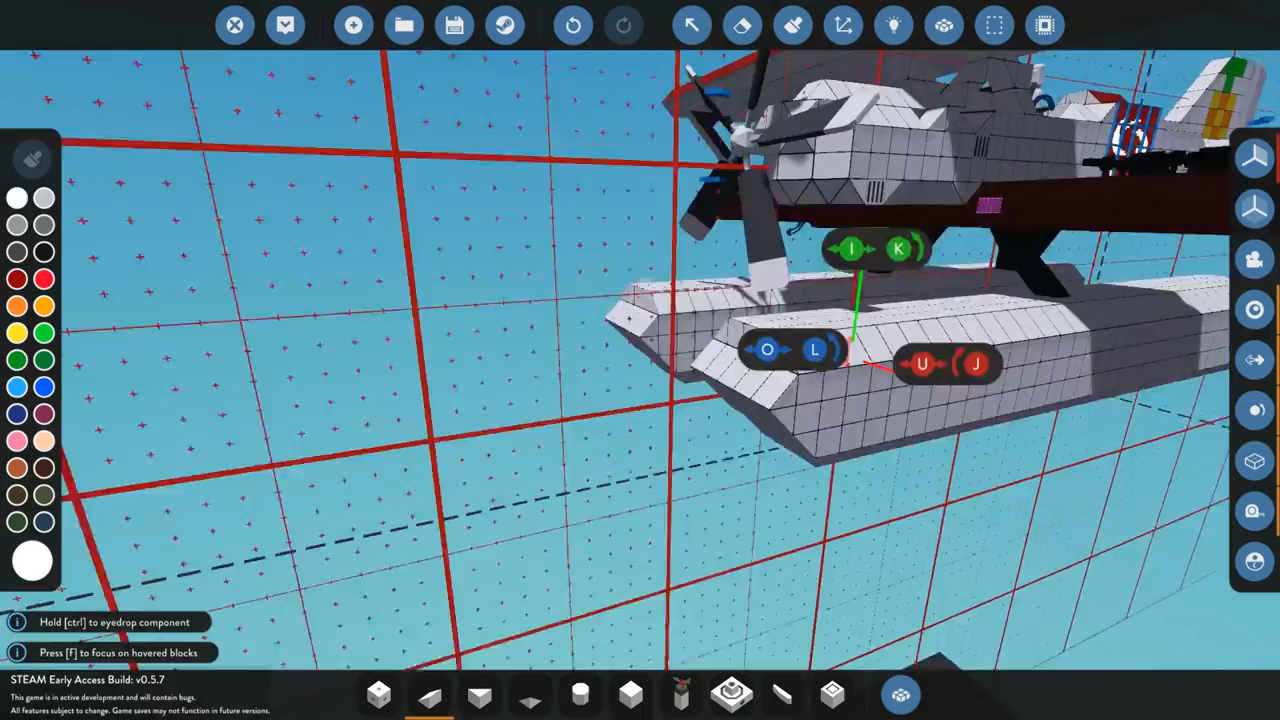 I K
O L
U J
Hold [ctrl] to eyedrop component
Press [f] to focus on hovered blocks
STEAM Early Access Build: v0.5.7
This game is in active development and will contain bugs.
All features subject to change. Game saves may not function in future versions.